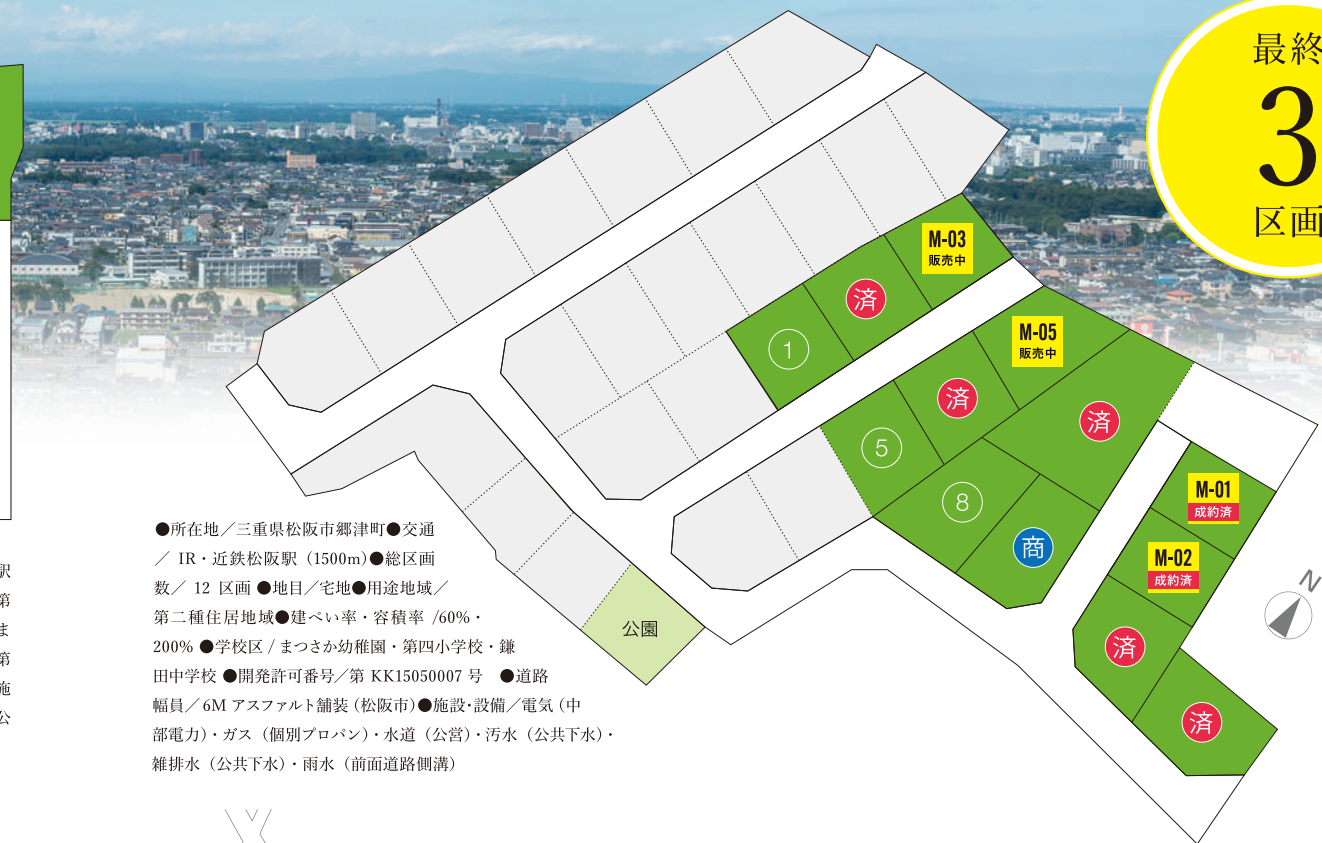 最終
3
区画
M-03
販売中
済
1
M-05
販売中
済
済
5
8
商
M-01
成約済
M-02
成約済
済
済
N
公園
●所在地／三重県松阪市郷津町●交通
／ IR・近鉄松阪駅（1500m）●総区画
数／ 12 区画 ●地目／宅地●用途地域／
第二種住居地域●建ぺい率・容積率 /60%・
200% ●学校区 / まつさか幼稚園・第四小学校・鎌
田中学校 ●開発許可番号／第 KK15050007 号　●道路
幅員／6M アスファルト舗装（松阪市）●施設・設備／電気（中
部電力）・ガス（個別プロパン）・水道（公営）・汚水（公共下水）・
雑排水（公共下水）・雨水（前面道路側溝）
駅
第
ま
第
施
公